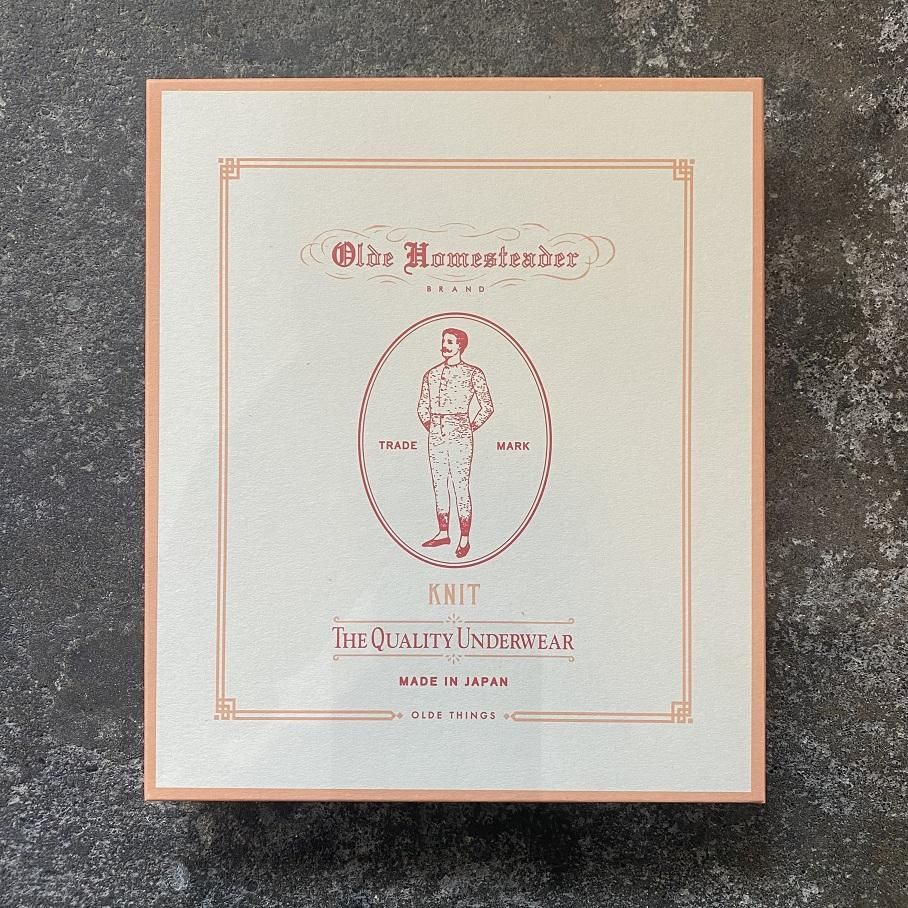 Olde Homesteader
BRAND
TRADE MARK
KNIT
THE QUALITY UNDERWEAR
MADE IN JAPAN
OLDE THINGS